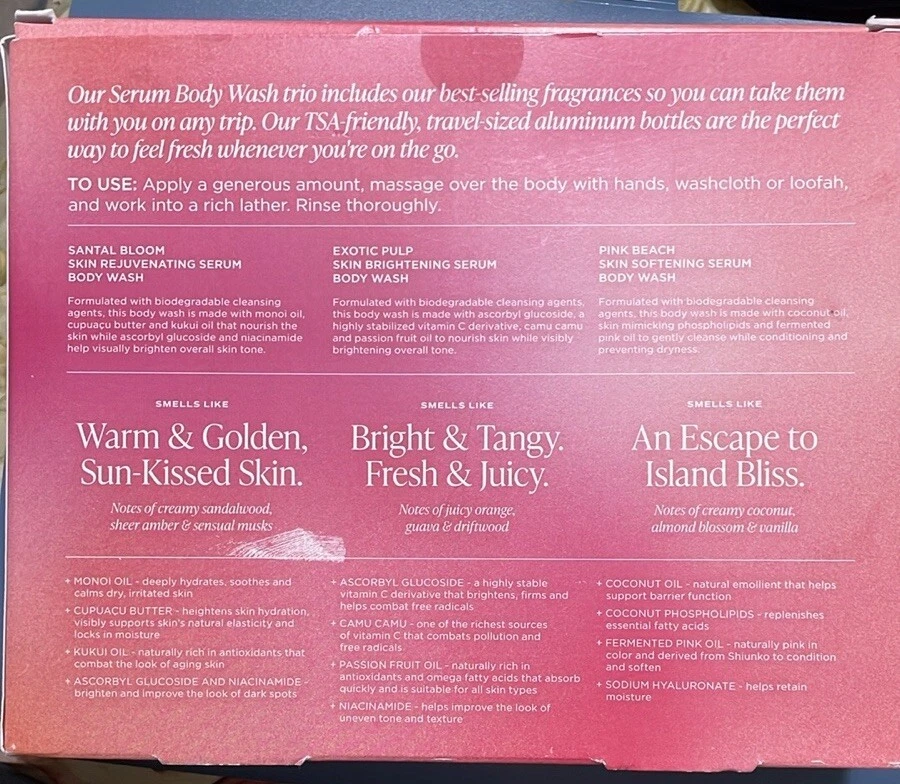 Our Serum Body Wash trio includes our best-selling fragrances so you can take them
with you on any trip. Our TSA-friendly, travel-sized aluminum bottles are the perfect
way to feel fresh whenever you're on the go.
TO USE: Apply a generous amount, massage over the body with hands, washcloth or loofah,
and work into a rich lather. Rinse thoroughly.
SANTAL BLOOM
SKIN REJUVENATING SERUM
BODY WASH
Formulated with biodegradable cleansing
agents, this body wash is made with monoi oil,
cupuaçu butter and kukui oil that nourish the
skin while ascorbyl glucoside and niacinamide
help visually brighten overall skin tone.
EXOTIC PULP
SKIN BRIGHTENING SERUM
BODY WASH
Formulated with biodegradable cleansing agents,
this body wash is made with ascorbyl glucoside, a
highly stabilized vitamin C derivative, camu camu
and passion fruit oil to nourish skin while visibly
brightening overall tone.
PINK BEACH
SKIN SOFTENING SERUM
BODY WASH
Formulated with biodegradable cleansing
agents, this body wash is made with coconut oil,
skin mimicking phospholipids and fermented
pink oil to gently cleanse while conditioning and
preventing dryness.
SMELLS LIKE
Warm & Golden,
Sun-Kissed Skin.
Notes of creamy sandalwood,
sheer amber & sensual musks
SMELLS LIKE
Bright & Tangy.
Fresh & Juicy.
Notes of juicy orange,
guava & driftwood
SMELLS LIKE
An Escape to
Island Bliss.
Notes of creamy coconut,
almond blossom & vanilla
+ MONOI OIL - deeply hydrates, soothes and
calms dry, irritated skin
+ CUPUAÇU BUTTER - heightens skin hydration,
visibly supports skin's natural elasticity and
locks in moisture
+ KUKUI OIL - naturally rich in antioxidants that
combat the look of aging skin
+ ASCORBYL GLUCOSIDE AND NIACINAMIDE -
brighten and improve the look of dark spots
+ ASCORBYL GLUCOSIDE - a highly stable
vitamin C derivative that brightens, firms and
helps combat free radicals
+ CAMU CAMU - one of the richest sources
of vitamin C that combats pollution and
free radicals
+ PASSION FRUIT OIL - naturally rich in
antioxidants and omega fatty acids that absorb
quickly and is suitable for all skin types
+ NIACINAMIDE - helps improve the look of
uneven tone and texture
+ COCONUT OIL - natural emollient that helps
support barrier function
+ COCONUT PHOSPHOLIPIDS - replenishes
essential fatty acids
+ FERMENTED PINK OIL - naturally pink in
color and derived from Shiunko to condition
and soften
+ SODIUM HYALURONATE - helps retain
moisture